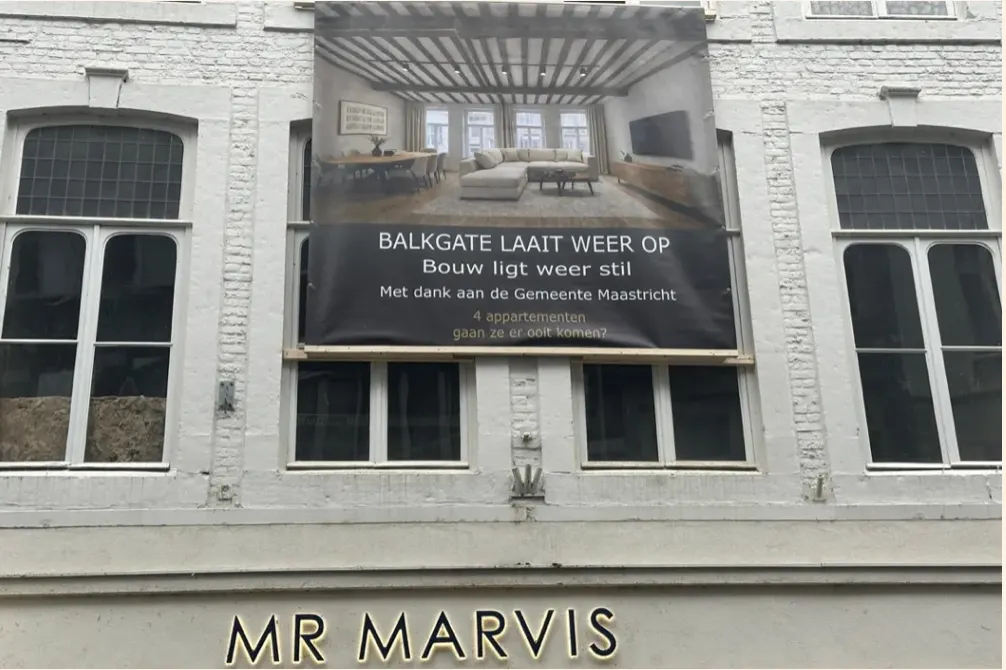 BALKGATE LAAIT WEER OP
Bouw ligt weer stil
Met dank aan de Gemeente Maastricht
4 appartementen
gaan ze er ooit komen?
MR MARVIS